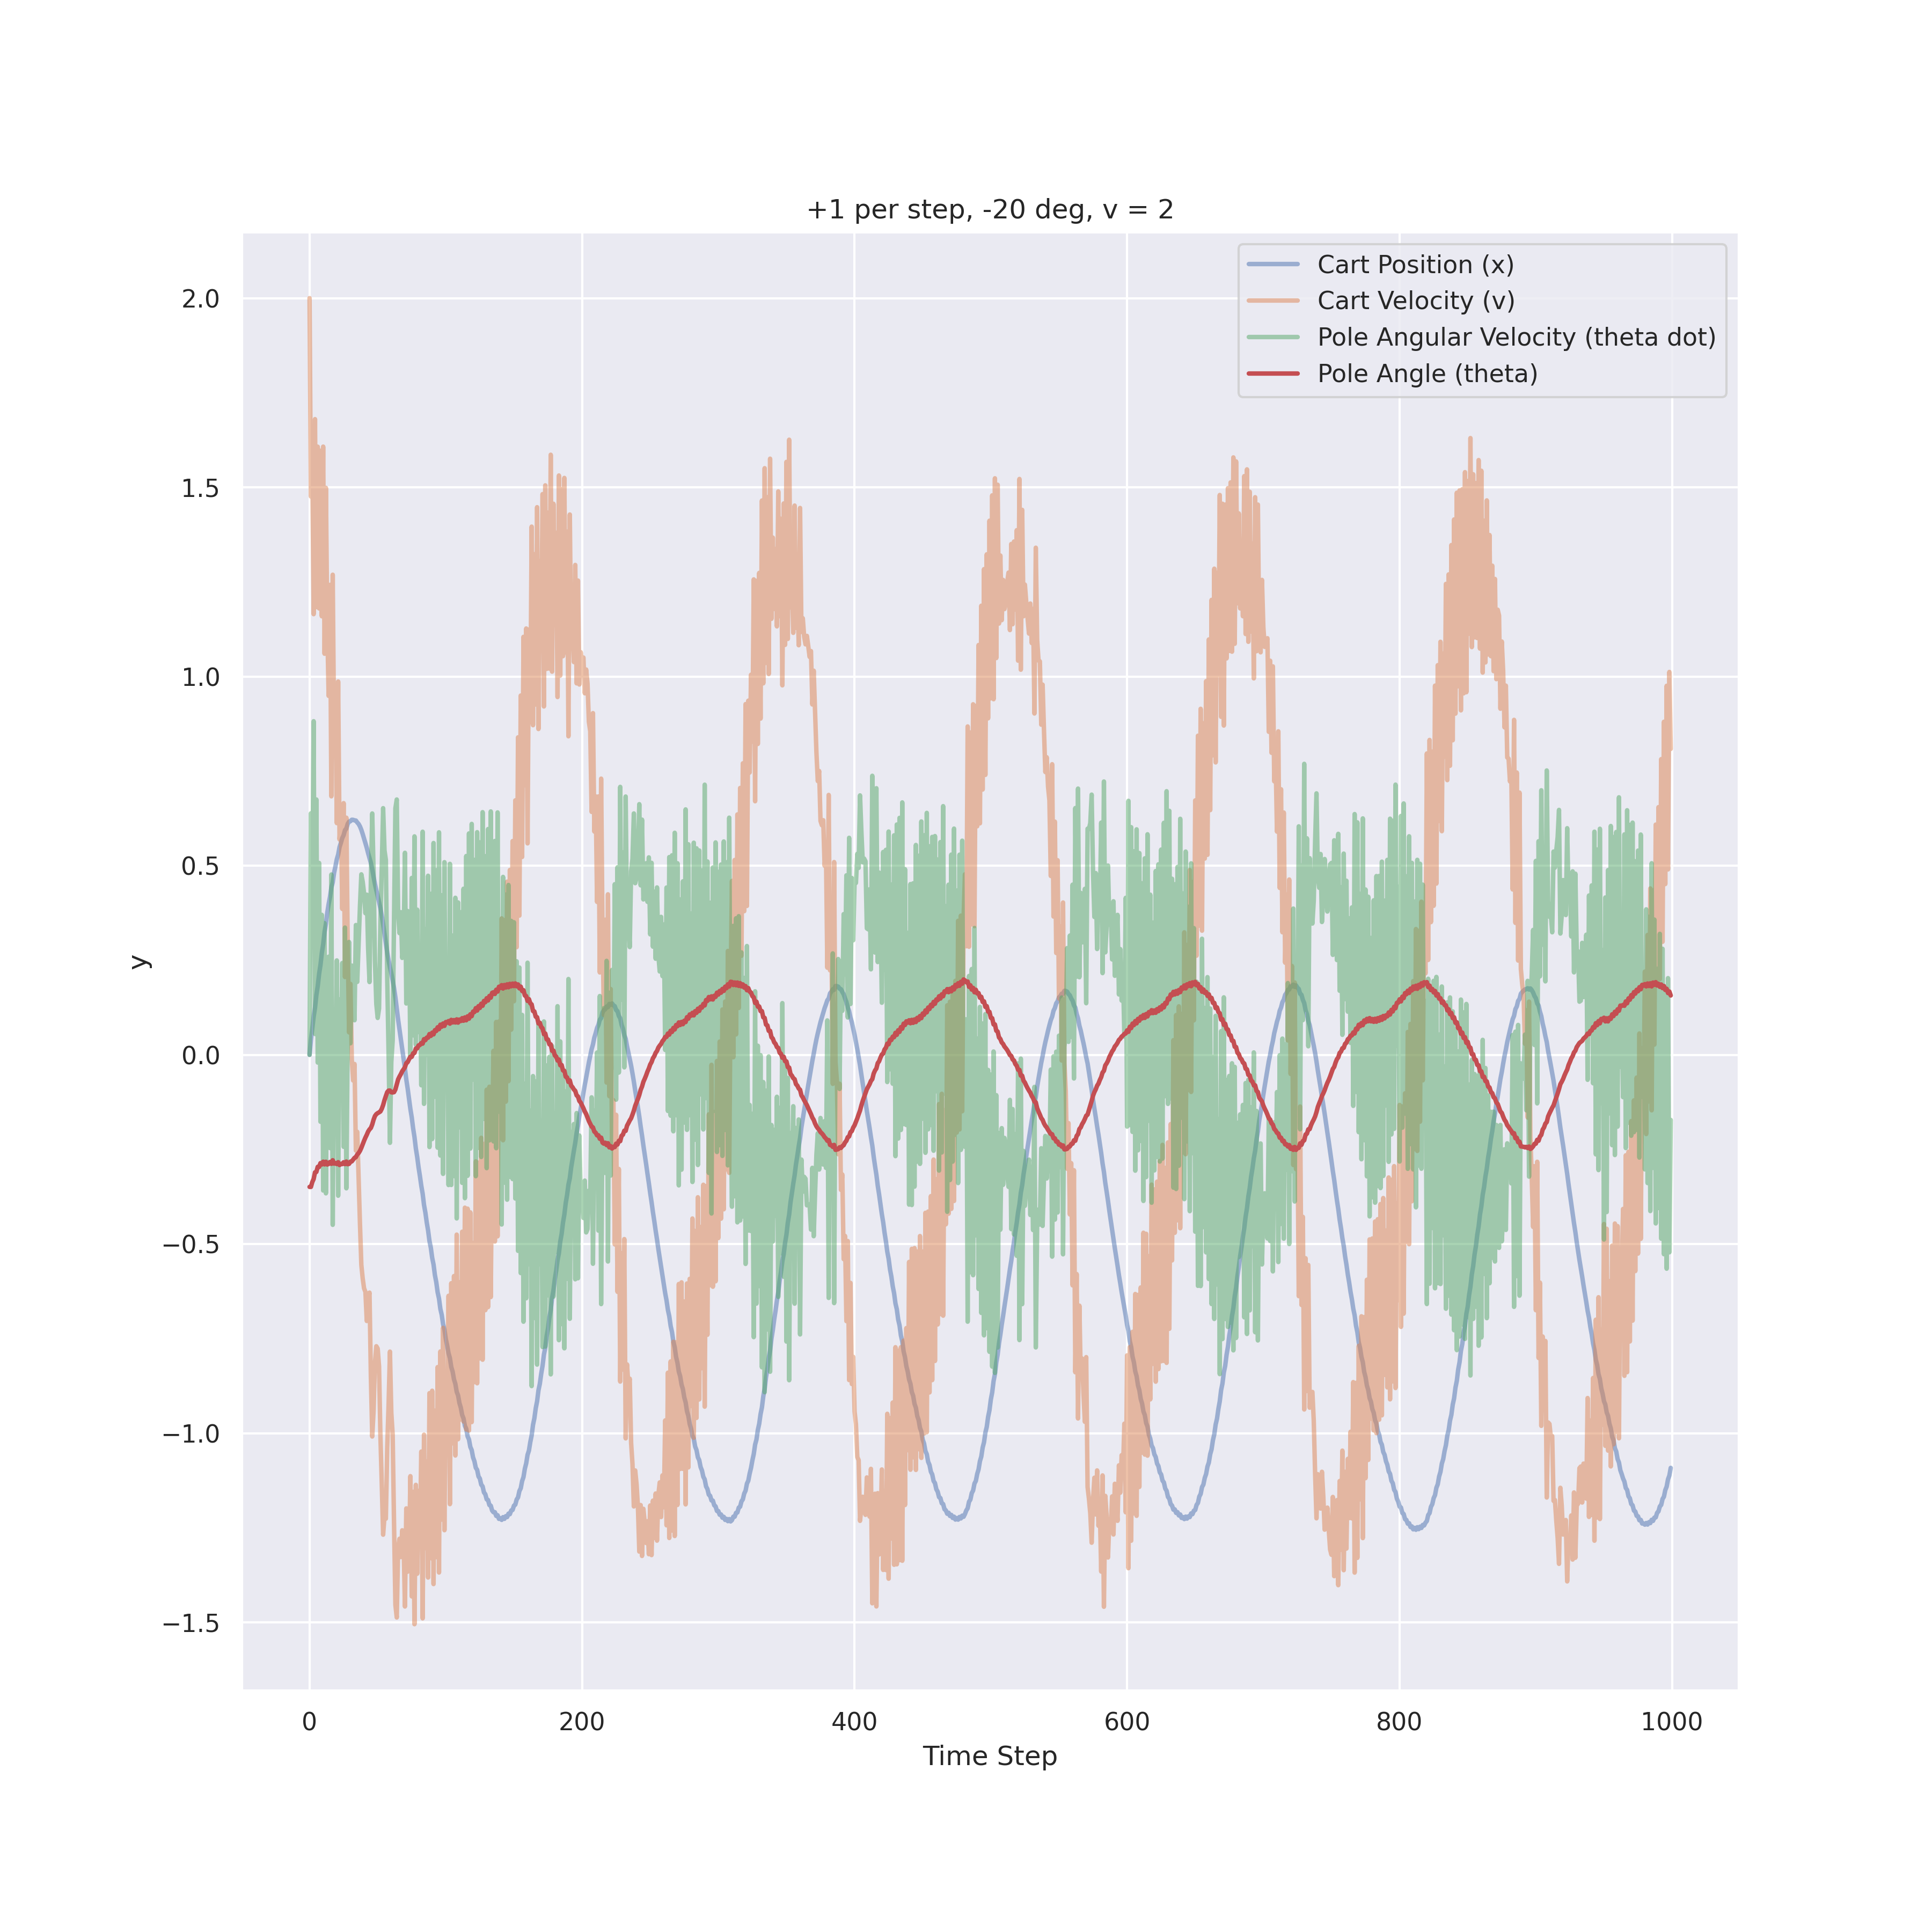 +1 per step, -20 deg, v = 2
Cart Position (x)
Cart Velocity (v)
Pole Angular Velocity (theta dot)
Pole Angle (theta)
2.0
1.5
1.0
0.5
0.0
−0.5
−1.0
−1.5
y
0 200 400 600 800 1000
Time Step